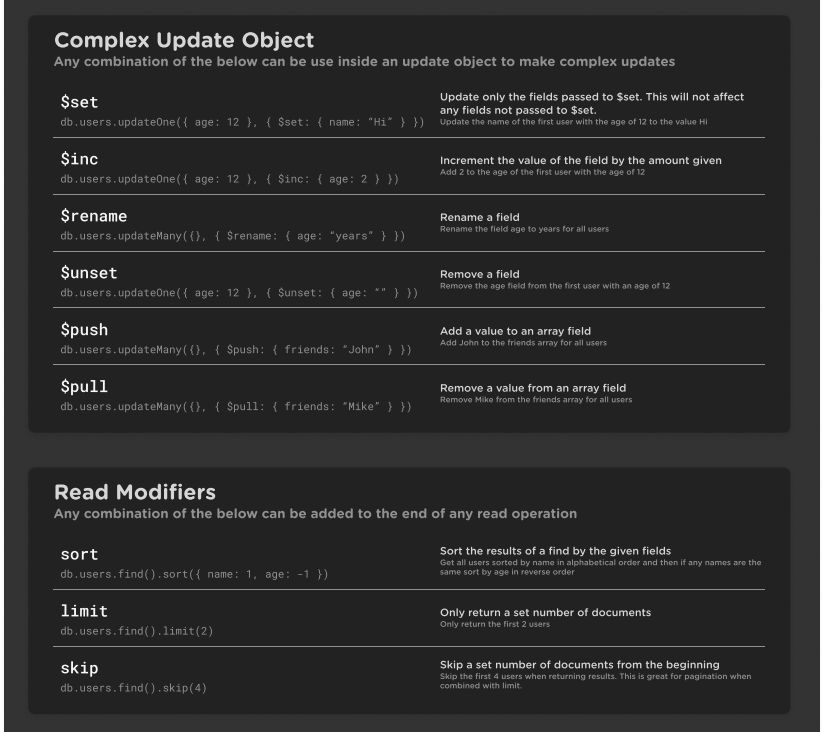 Complex Update Object
Any combination of the below can be use inside an update object to make complex updates
$set
db.users.updateOne({ age: 12 }, { $set: { name: “Hi” } })
Update only the fields passed to $set. This will not affect
any fields not passed to $set.
Update the name of the first user with the age of 12 to the value Hi
$inc
db.users.updateOne({ age: 12 }, { $inc: { age: 2 } })
Increment the value of the field by the amount given
Add 2 to the age of the first user with the age of 12
$rename
db.users.updateMany({}, { $rename: { age: “years” } })
Rename a field
Rename the field age to years for all users
$unset
db.users.updateOne({ age: 12 }, { $unset: { age: “” } })
Remove a field
Remove the age field from the first user with an age of 12
$push
db.users.updateMany({}, { $push: { friends: “John” } })
Add a value to an array field
Add John to the friends array for all users
$pull
db.users.updateMany({}, { $pull: { friends: “Mike” } })
Remove a value from an array field
Remove Mike from the friends array for all users
Read Modifiers
Any combination of the below can be added to the end of any read operation
sort
db.users.find().sort({ name: 1, age: -1 })
Sort the results of a find by the given fields
Get all users sorted by name in alphabetical order and then if any names are the
same sort by age in reverse order
limit
db.users.find().limit(2)
Only return a set number of documents
Only return the first 2 users
skip
db.users.find().skip(4)
Skip a set number of documents from the beginning
Skip the first 4 users when returning results. This is great for pagination when
combined with limit.